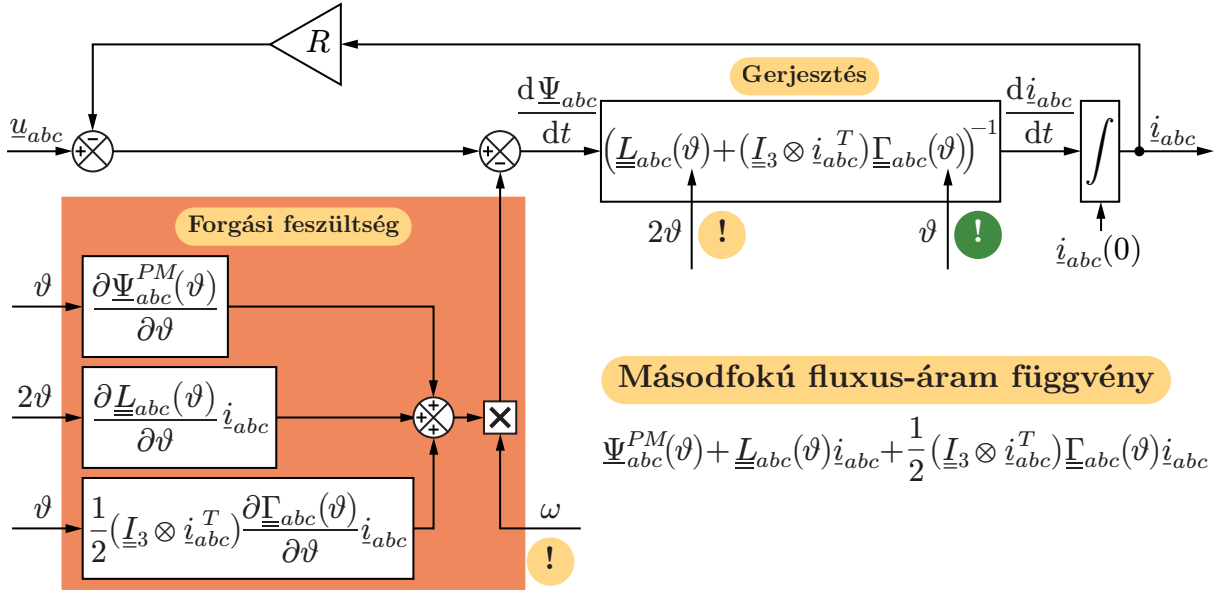 R
Gerjesztés
u_abc
+
−
+
−
dΨ_abc/dt
(L_abc(ϑ)+(I_3 ⊗ i_abc^T)Γ_abc(ϑ))^−1
di_abc/dt
∫
i_abc
2ϑ
!
ϑ
!
i_abc(0)
Forgási feszültség
ϑ
∂Ψ_abc^PM(ϑ)/∂ϑ
2ϑ
∂L_abc(ϑ)/∂ϑ i_abc
+
+
+
×
ϑ
1/2(I_3 ⊗ i_abc^T)∂Γ_abc(ϑ)/∂ϑ i_abc
ω
!
Másodfokú fluxus-áram függvény
Ψ_abc^PM(ϑ)+L_abc(ϑ)i_abc+1/2(I_3 ⊗ i_abc^T)Γ_abc(ϑ)i_abc